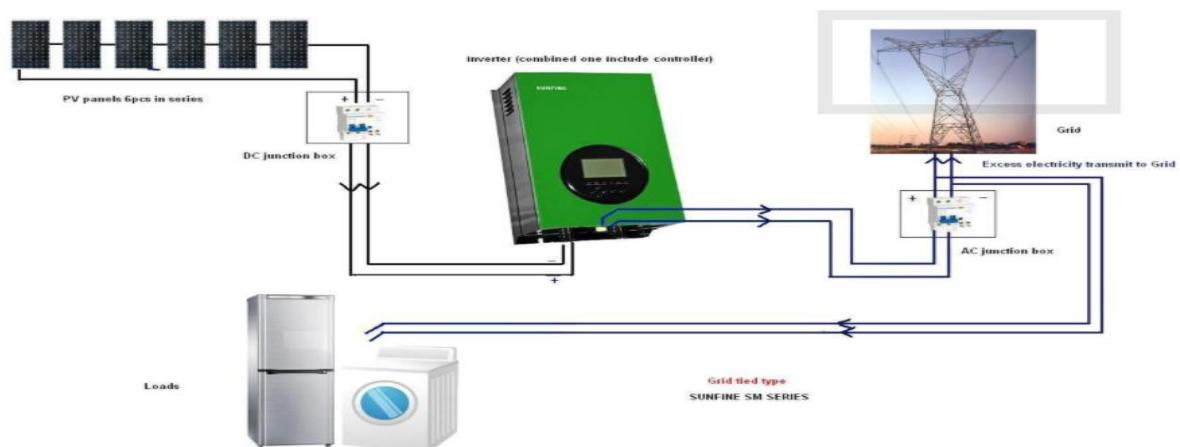 Inverter (combined one include controller)
SUNFINE
PV panels 6pcs in series
+ −
DC junction box
Grid
Excess electricity transmit to Grid
+ −
AC junction box
−
+
Loads
Grid tied type
SUNFINE SM SERIES